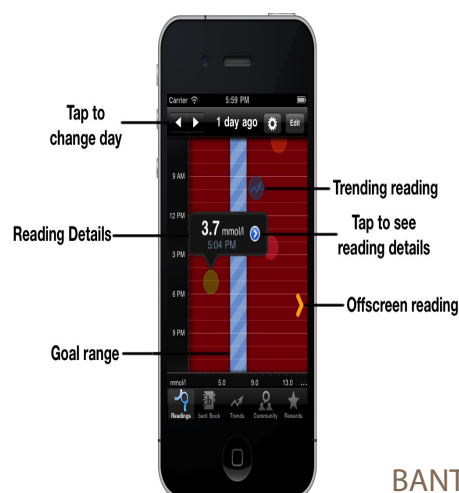 Carrier 5:59 PM
Tap to
change day
1 day ago Edit
9 AM
Trending reading
12 PM
3.7 mmol/l
5:04 PM
Reading Details
Tap to see
reading details
3 PM
6 PM
Offscreen reading
9 PM
Goal range
mmol/l 5.0 9.0 13.0 ...
Readings bant Book Trends Community Rewards
BANT